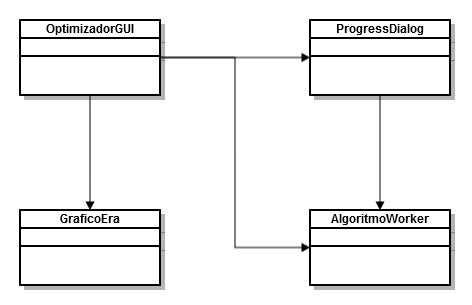 OptimizadorGUI
ProgressDialog
GraficoEra
AlgoritmoWorker